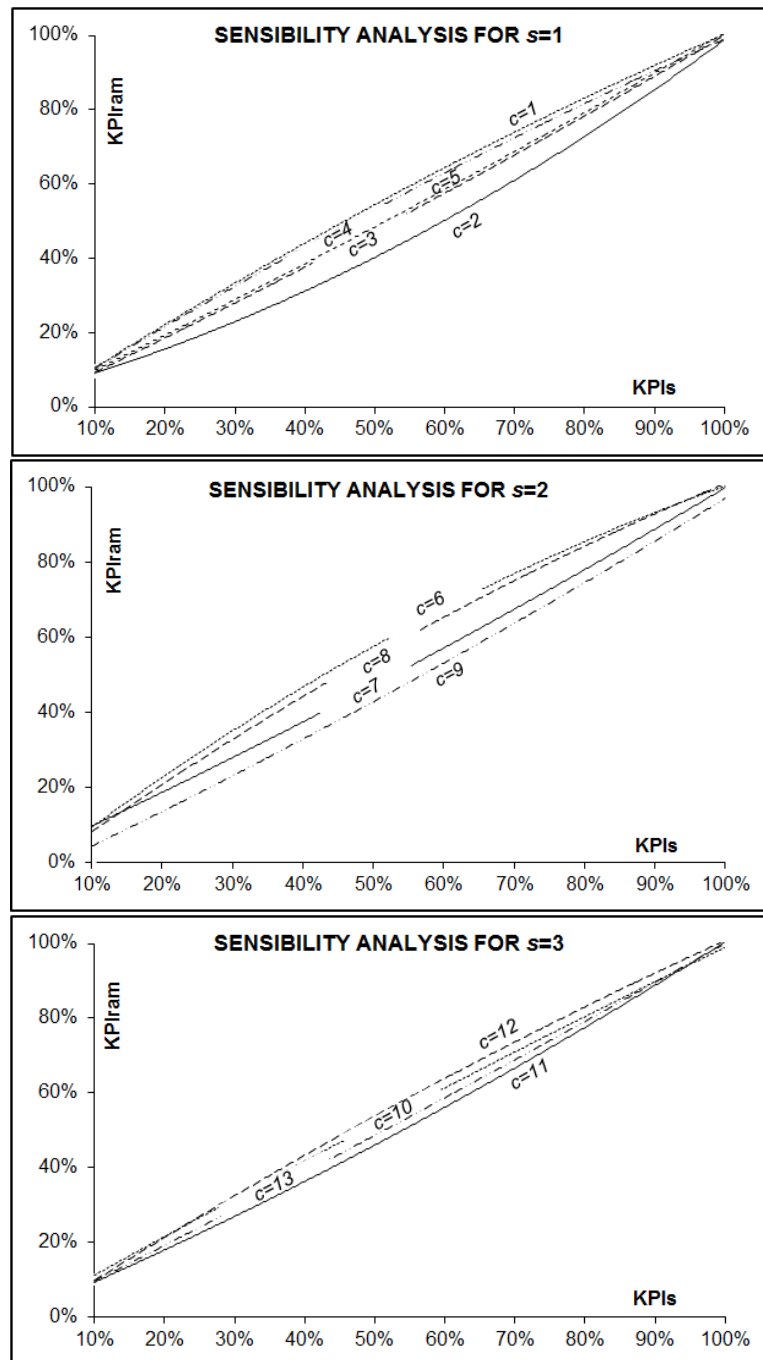 SENSIBILITY ANALYSIS FOR s=1
KPIram
100%
80%
60%
40%
20%
0%
c=1
c=5
c=4
c=3
c=2
KPIs
10% 20% 30% 40% 50% 60% 70% 80% 90% 100%
SENSIBILITY ANALYSIS FOR s=2
KPIram
100%
80%
60%
40%
20%
0%
c=6
c=8
c=7
c=9
KPIs
10% 20% 30% 40% 50% 60% 70% 80% 90% 100%
SENSIBILITY ANALYSIS FOR s=3
KPIram
100%
80%
60%
40%
20%
0%
c=12
c=11
c=10
c=13
KPIs
10% 20% 30% 40% 50% 60% 70% 80% 90% 100%